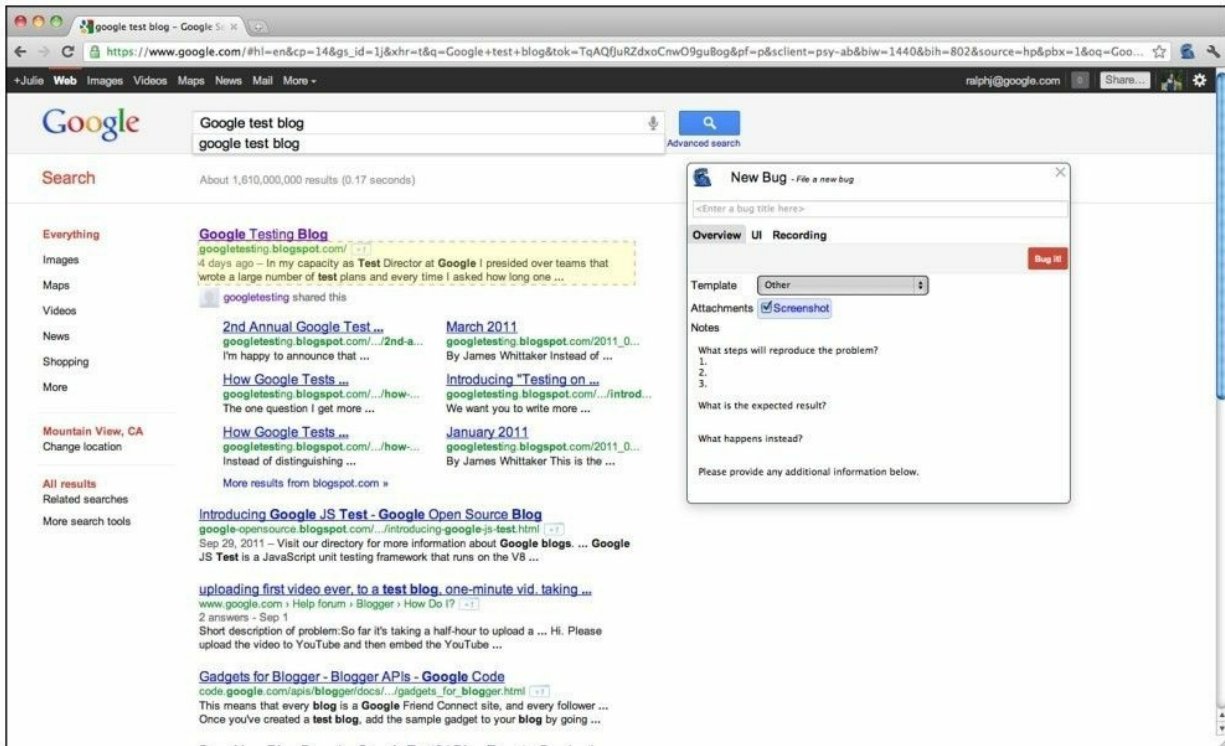 google test blog - Google Se
https://www.google.com/#hl=en&cp=14&gs_id=1j&xhr=t&q=Google+test+blog&tok=TqAQfJuRZdxoCnwO9guBog&pf=p&sclient=psy-ab&biw=1440&bih=802&source=hp&pbx=1&oq=Goo...
+Julie Web Images Videos Maps News Mail More
ralphj@google.com 0 Share...
Google
Google test blog
google test blog
Advanced search
Search
About 1,610,000,000 results (0.17 seconds)
Everything
Images
Maps
Videos
News
Shopping
More
Mountain View, CA
Change location
All results
Related searches
More search tools
Google Testing Blog
googletesting.blogspot.com/ +1
4 days ago – In my capacity as Test Director at Google I presided over teams that
wrote a large number of test plans and every time I asked how long one ...
googletesting shared this
2nd Annual Google Test ...
googletesting.blogspot.com/.../2nd-a...
I'm happy to announce that ...
March 2011
googletesting.blogspot.com/2011_0...
By James Whittaker Instead of ...
How Google Tests ...
googletesting.blogspot.com/.../how-...
The one question I get more ...
Introducing "Testing on ...
googletesting.blogspot.com/.../introd...
We want you to write more ...
How Google Tests ...
googletesting.blogspot.com/.../how-...
Instead of distinguishing ...
January 2011
googletesting.blogspot.com/2011_0...
By James Whittaker This is the ...
More results from blogspot.com »
Introducing Google JS Test - Google Open Source Blog
google-opensource.blogspot.com/.../introducing-google-js-test.html +1
Sep 29, 2011 – Visit our directory for more information about Google blogs. ... Google
JS Test is a JavaScript unit testing framework that runs on the V8 ...
uploading first video ever, to a test blog, one-minute vid. taking ...
www.google.com › Help forum › Blogger › How Do I? +1
2 answers - Sep 1
Short description of problem:So far it's taking a half-hour to upload a ... Hi. Please
upload the video to YouTube and then embed the YouTube ...
Gadgets for Blogger - Blogger APIs - Google Code
code.google.com/apis/blogger/docs/.../gadgets_for_blogger.html +1
This means that every blog is a Google Friend Connect site, and every follower ...
Once you've created a test blog, add the sample gadget to your blog by going ...
New Bug - File a new bug
<Enter a bug title here>
Overview UI Recording
Bug it!
Template Other
Attachments Screenshot
Notes
What steps will reproduce the problem?
1.
2.
3.
What is the expected result?
What happens instead?
Please provide any additional information below.